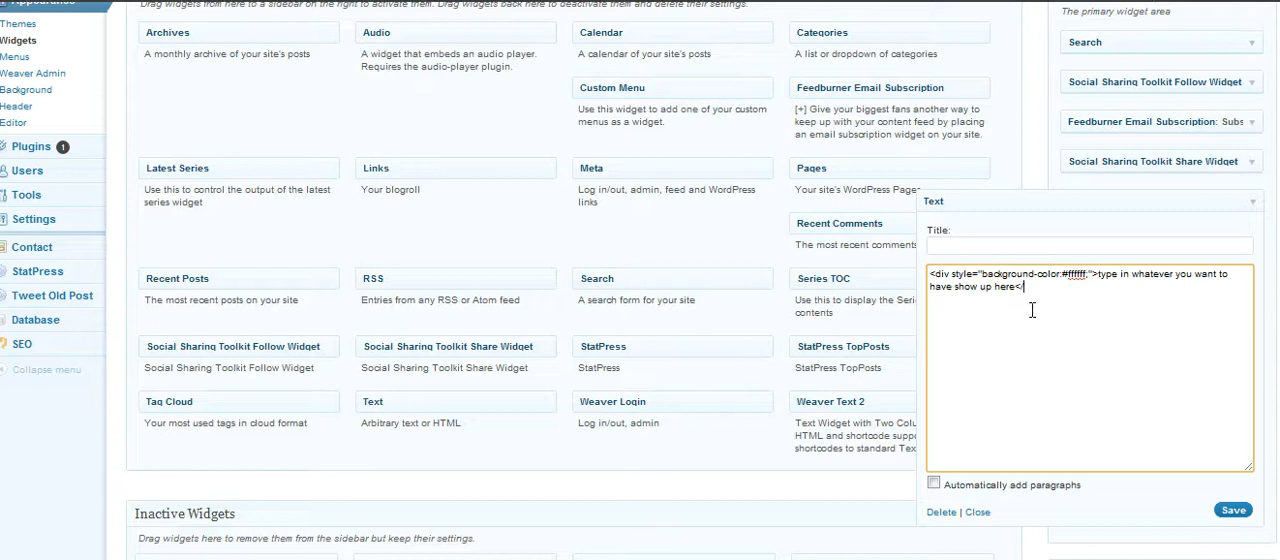 Appearance
Drag widgets from here to a sidebar on the right to activate them. Drag widgets back here to deactivate them and delete their settings.
Themes
Widgets
Menus
Weaver Admin
Background
Header
Editor
Plugins 1
Users
Tools
Settings
Contact
StatPress
Tweet Old Post
Database
SEO
Collapse menu
Archives
A monthly archive of your site's posts
Audio
A widget that embeds an audio player.
Requires the audio-player plugin.
Calendar
A calendar of your site's posts
Categories
A list or dropdown of categories
Custom Menu
Use this widget to add one of your custom
menus as a widget.
Feedburner Email Subscription
[+] Give your biggest fans another way to
keep up with your content feed by placing
an email subscription widget on your site.
Latest Series
Use this to control the output of the latest
series widget
Links
Your blogroll
Meta
Log in/out, admin, feed and WordPress
links
Pages
Your site's WordPress Pages
Recent Comments
The most recent comments
Recent Posts
The most recent posts on your site
RSS
Entries from any RSS or Atom feed
Search
A search form for your site
Series TOC
Use this to display the Seri
contents
Social Sharing Toolkit Follow Widget
Social Sharing Toolkit Follow Widget
Social Sharing Toolkit Share Widget
Social Sharing Toolkit Share Widget
StatPress
StatPress
StatPress TopPosts
StatPress TopPosts
Tag Cloud
Your most used tags in cloud format
Text
Arbitrary text or HTML
Weaver Login
Log in/out, admin
Weaver Text 2
Text Widget with Two Colu
HTML and shortcode supp
shortcodes to standard Tex
Inactive Widgets
Drag widgets here to remove them from the sidebar but keep their settings.
The primary widget area
Search
Social Sharing Toolkit Follow Widget
Feedburner Email Subscription: Subs
Social Sharing Toolkit Share Widget
Text
Title:
<div style="background-color:#ffffff;">type in whatever you want to
have show up here</
Automatically add paragraphs
Delete | Close
Save